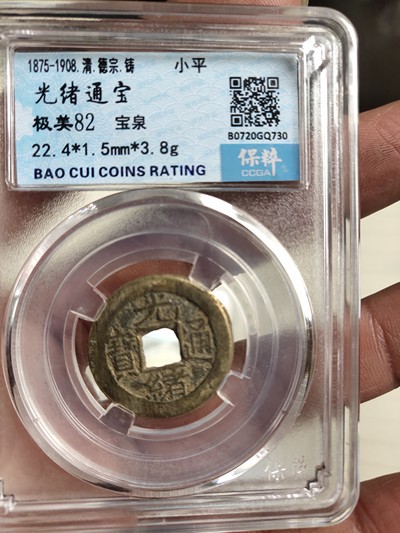 1875-1908.清.德宗.铸 小平
光绪通宝
极美82 宝泉
B0720GQ730
22.4*1.5mm*3.8g
保粹
CCGA
BAO CUI COINS RATING
光
寶 通
緒